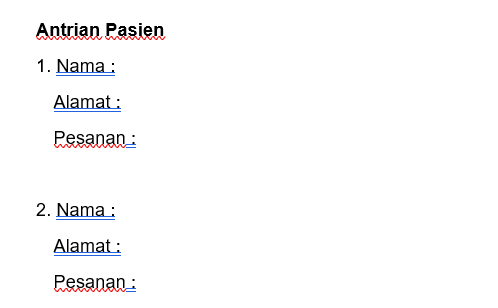 Antrian Pasien
1. Nama :
Alamat :
Pesanan :
2. Nama :
Alamat :
Pesanan :